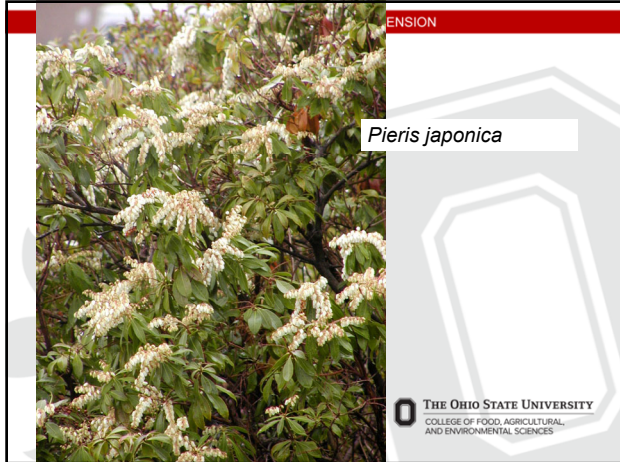 ENSION
Pieris japonica
THE OHIO STATE UNIVERSITY
COLLEGE OF FOOD, AGRICULTURAL,
AND ENVIRONMENTAL SCIENCES